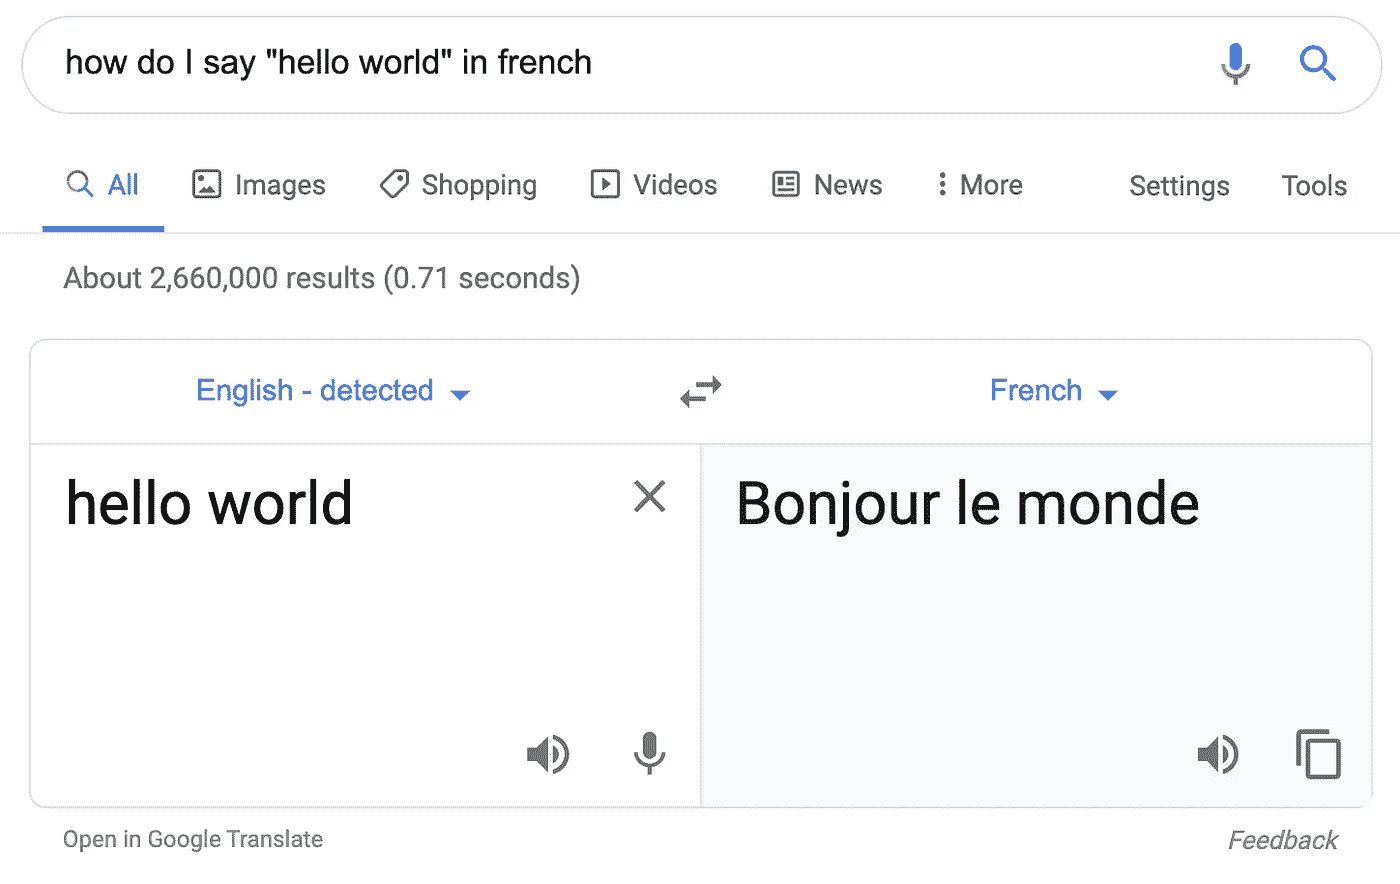 how do I say "hello world" in french
All Images Shopping Videos News More Settings Tools
About 2,660,000 results (0.71 seconds)
English - detected French
hello world Bonjour le monde
Open in Google Translate Feedback